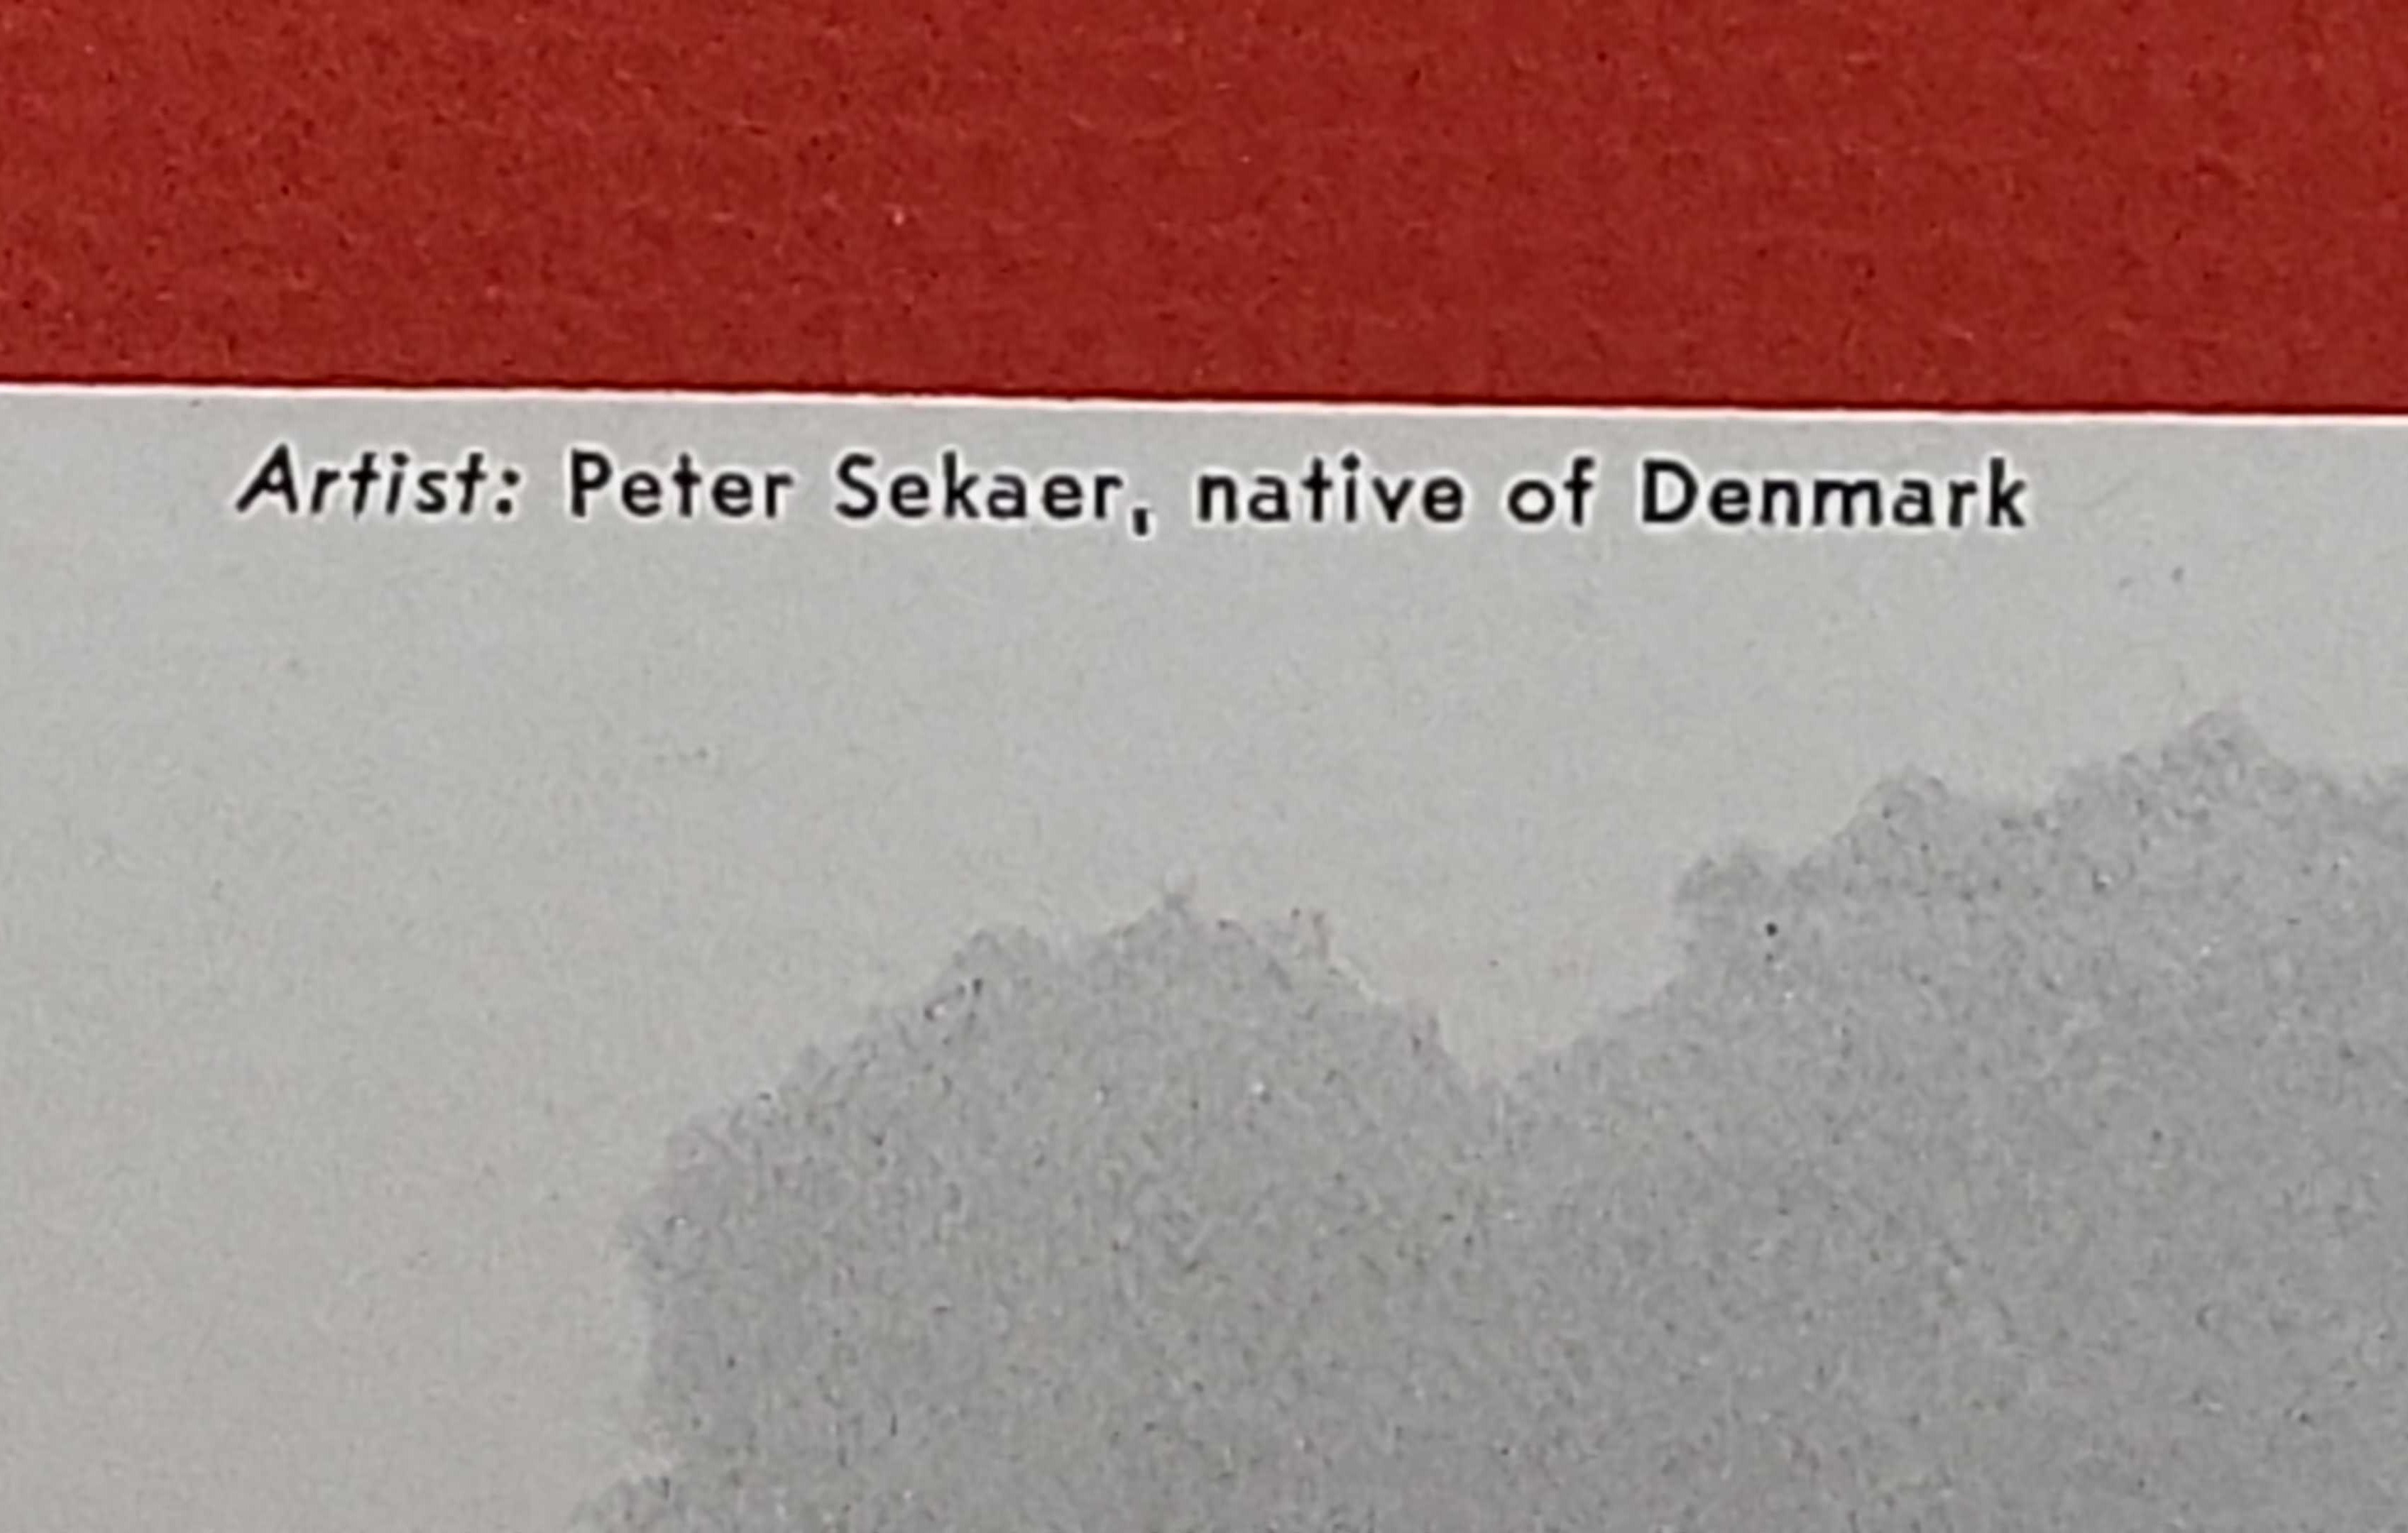 Artist: Peter Sekaer, native of Denmark